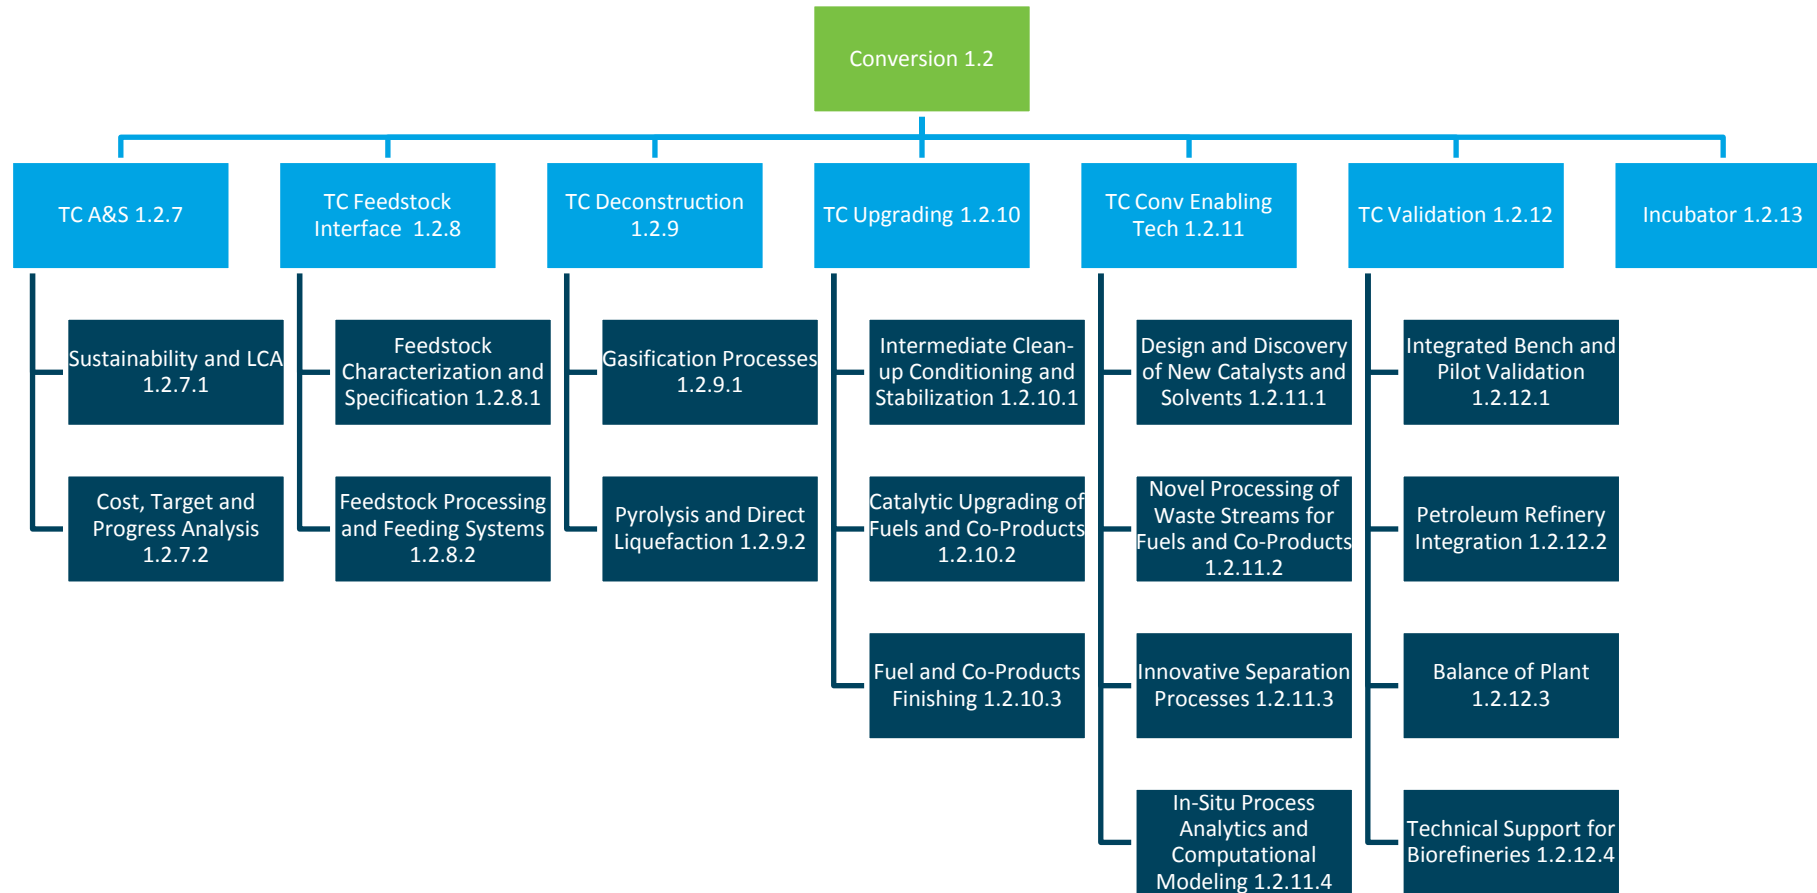 Conversion 1.2
TC A&S 1.2.7
TC Feedstock
Interface 1.2.8
TC Deconstruction
1.2.9
TC Upgrading 1.2.10
TC Conv Enabling
Tech 1.2.11
TC Validation 1.2.12
Incubator 1.2.13
Sustainability and LCA
1.2.7.1
Cost, Target and
Progress Analysis
1.2.7.2
Feedstock
Characterization and
Specification 1.2.8.1
Feedstock Processing
and Feeding Systems
1.2.8.2
Gasification Processes
1.2.9.1
Pyrolysis and Direct
Liquefaction 1.2.9.2
Intermediate Clean-
up Conditioning and
Stabilization 1.2.10.1
Catalytic Upgrading of
Fuels and Co-Products
1.2.10.2
Fuel and Co-Products
Finishing 1.2.10.3
Design and Discovery
of New Catalysts and
Solvents 1.2.11.1
Novel Processing of
Waste Streams for
Fuels and Co-Products
1.2.11.2
Innovative Separation
Processes 1.2.11.3
In-Situ Process
Analytics and
Computational
Modeling 1.2.11.4
Integrated Bench and
Pilot Validation
1.2.12.1
Petroleum Refinery
Integration 1.2.12.2
Balance of Plant
1.2.12.3
Technical Support for
Biorefineries 1.2.12.4